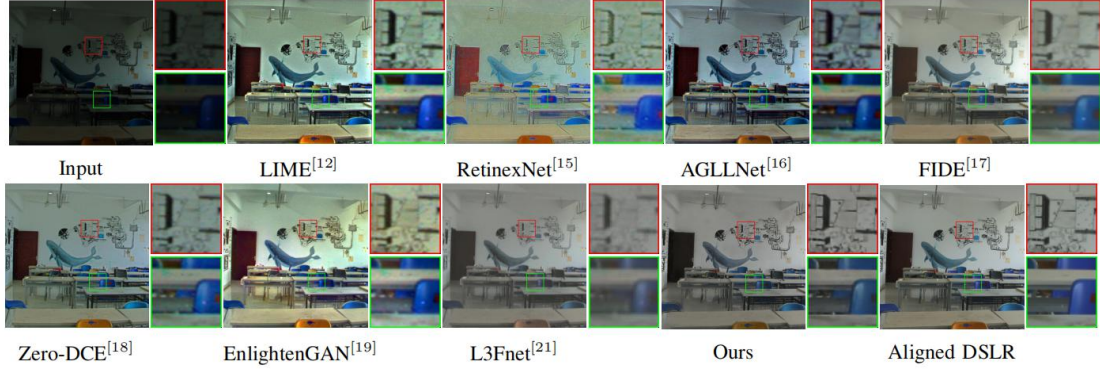 Input LIME[12] RetinexNet[15] AGLLNet[16] FIDE[17]
Zero-DCE[18] EnlightenGAN[19] L3Fnet[21] Ours Aligned DSLR